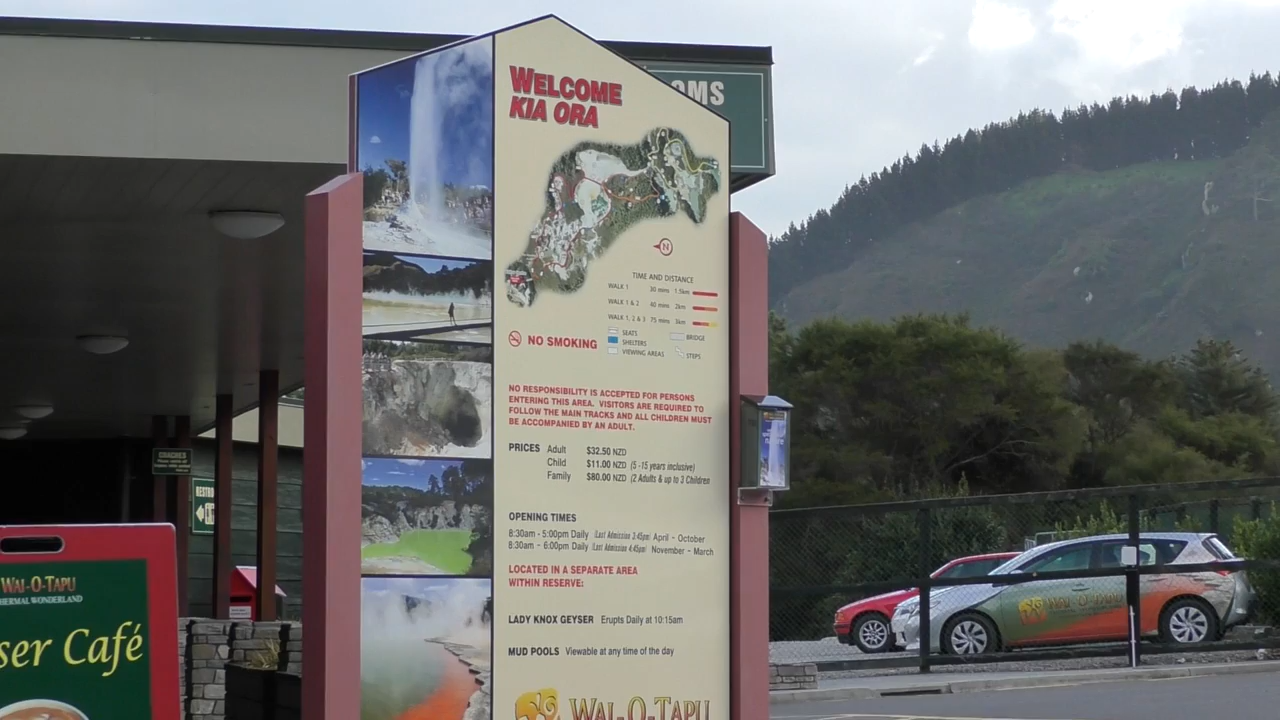 WELCOME
KIA ORA
OMS
N
TIME AND DISTANCE
WALK 1 30 mins 1.5km
WALK 1 & 2 40 mins 2km
WALK 1, 2 & 3 75 mins 3km
SEATS
SHELTERS
VIEWING AREAS
BRIDGE
STEPS
NO SMOKING
NO RESPONSIBILITY IS ACCEPTED FOR PERSONS
ENTERING THIS AREA. VISITORS ARE REQUIRED TO
FOLLOW THE MAIN TRACKS AND ALL CHILDREN MUST
BE ACCOMPANIED BY AN ADULT.
PRICES Adult $32.50 NZD
Child $11.00 NZD (5 -15 years inclusive)
Family $80.00 NZD (2 Adults & up to 3 Children
OPENING TIMES
8:30am - 5:00pm Daily (Last Admission 3:45pm) April - October
8:30am - 6:00pm Daily (Last Admission 4:45pm) November - March
LOCATED IN A SEPARATE AREA
WITHIN RESERVE:
LADY KNOX GEYSER Erupts Daily at 10:15am
MUD POOLS Viewable at any time of the day
WAI-O-TAPU
COACHES
WAI-O-TAPU
HERMAL WONDERLAND
ser Café
WAI-O-TAPU